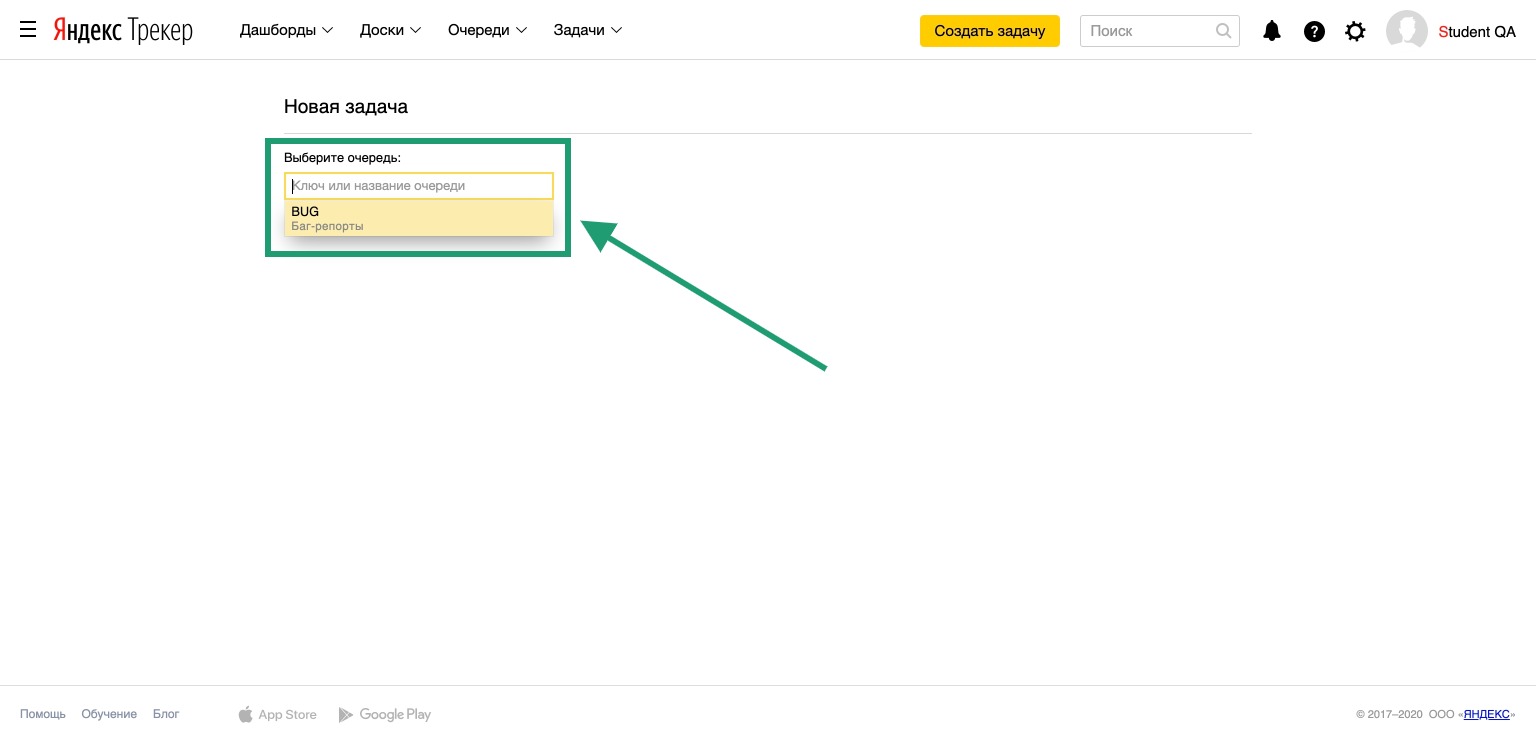 Яндекс Трекер Дашборды Доски Очереди Задачи Создать задачу Поиск ? Student QA
Новая задача
Выберите очередь:
Ключ или название очереди
BUG
Баг-репорты
Помощь Обучение Блог App Store Google Play © 2017–2020 ООО «ЯНДЕКС»